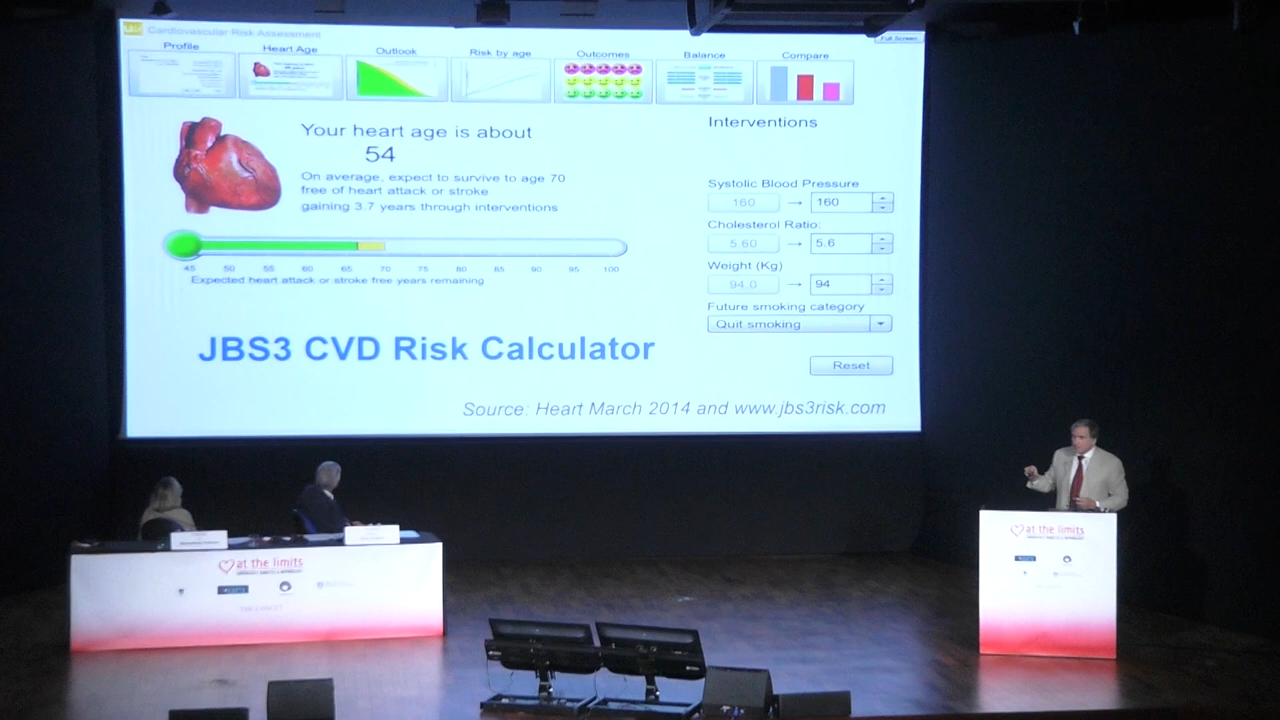 Cardiovascular Risk Assessment
Full Screen
Profile
Heart Age
Outlook
Risk by age
Outcomes
Balance
Compare
Your heart age is about
54
On average, expect to survive to age 70
free of heart attack or stroke
gaining 3.7 years through interventions
45 50 55 60 65 70 75 80 85 90 95 100
Expected heart attack or stroke free years remaining
Interventions
Systolic Blood Pressure
160 → 160
Cholesterol Ratio:
5.60 → 5.6
Weight (Kg)
94.0 → 94
Future smoking category
Quit smoking
Reset
JBS3 CVD Risk Calculator
Source: Heart March 2014 and www.jbs3risk.com
at the limits
THE LANCET
at the limits